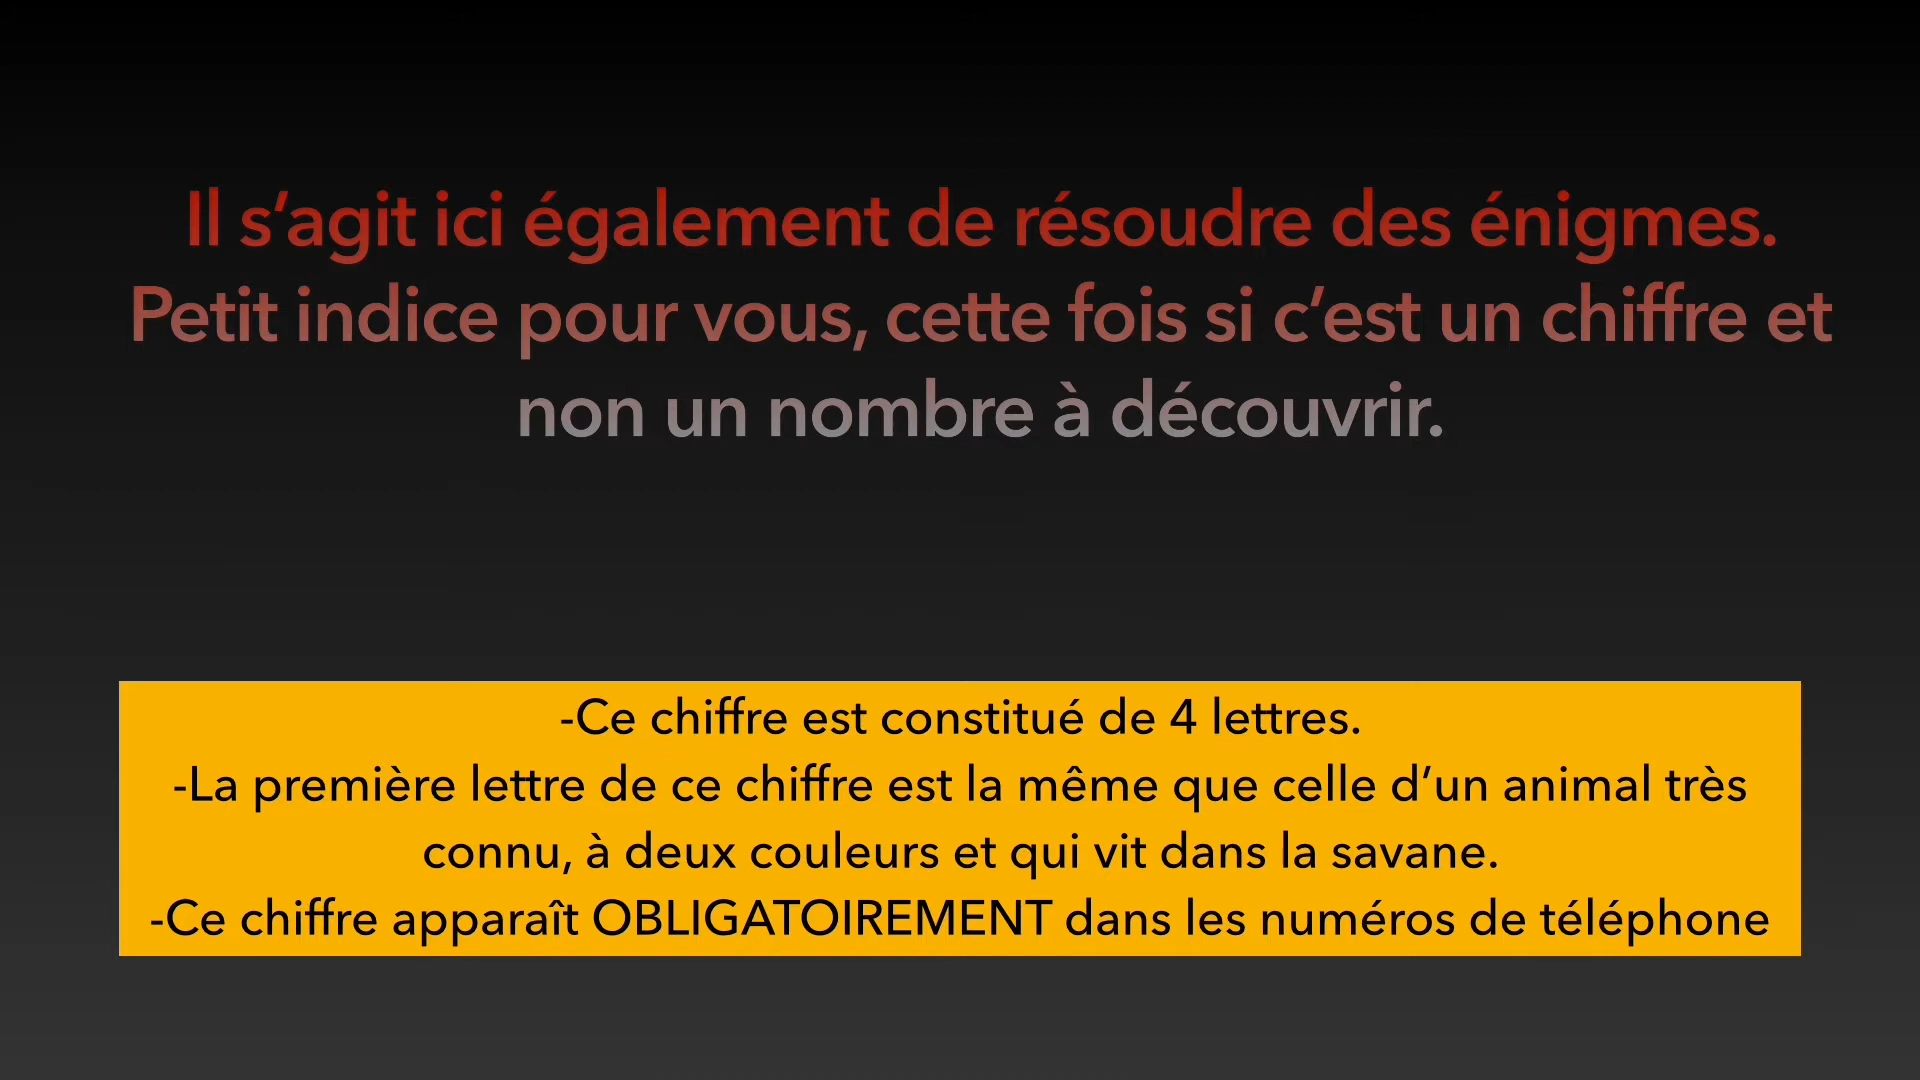 Il s’agit ici également de résoudre des énigmes.
Petit indice pour vous, cette fois si c’est un chiffre et
non un nombre à découvrir.
-Ce chiffre est constitué de 4 lettres.
-La première lettre de ce chiffre est la même que celle d’un animal très
connu, à deux couleurs et qui vit dans la savane.
-Ce chiffre apparaît OBLIGATOIREMENT dans les numéros de téléphone